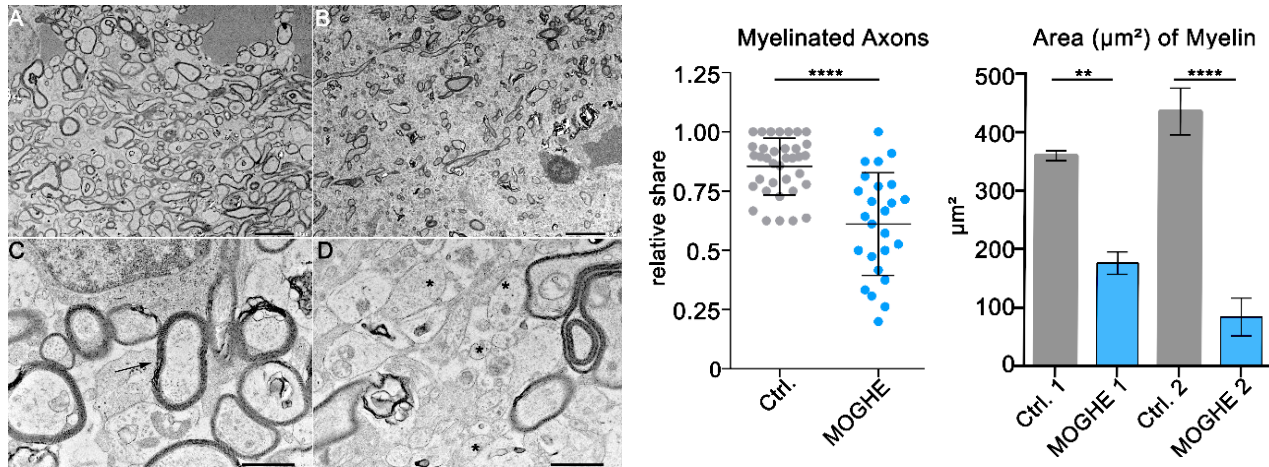 A
B
C
D
*
*
*
*
Myelinated Axons
****
relative share
1.25
1.00
0.75
0.5
0.25
0
Ctrl.
MOGHE
Area (µm²) of Myelin
**
****
µm²
500
400
300
200
100
0
Ctrl. 1
MOGHE 1
Ctrl. 2
MOGHE 2